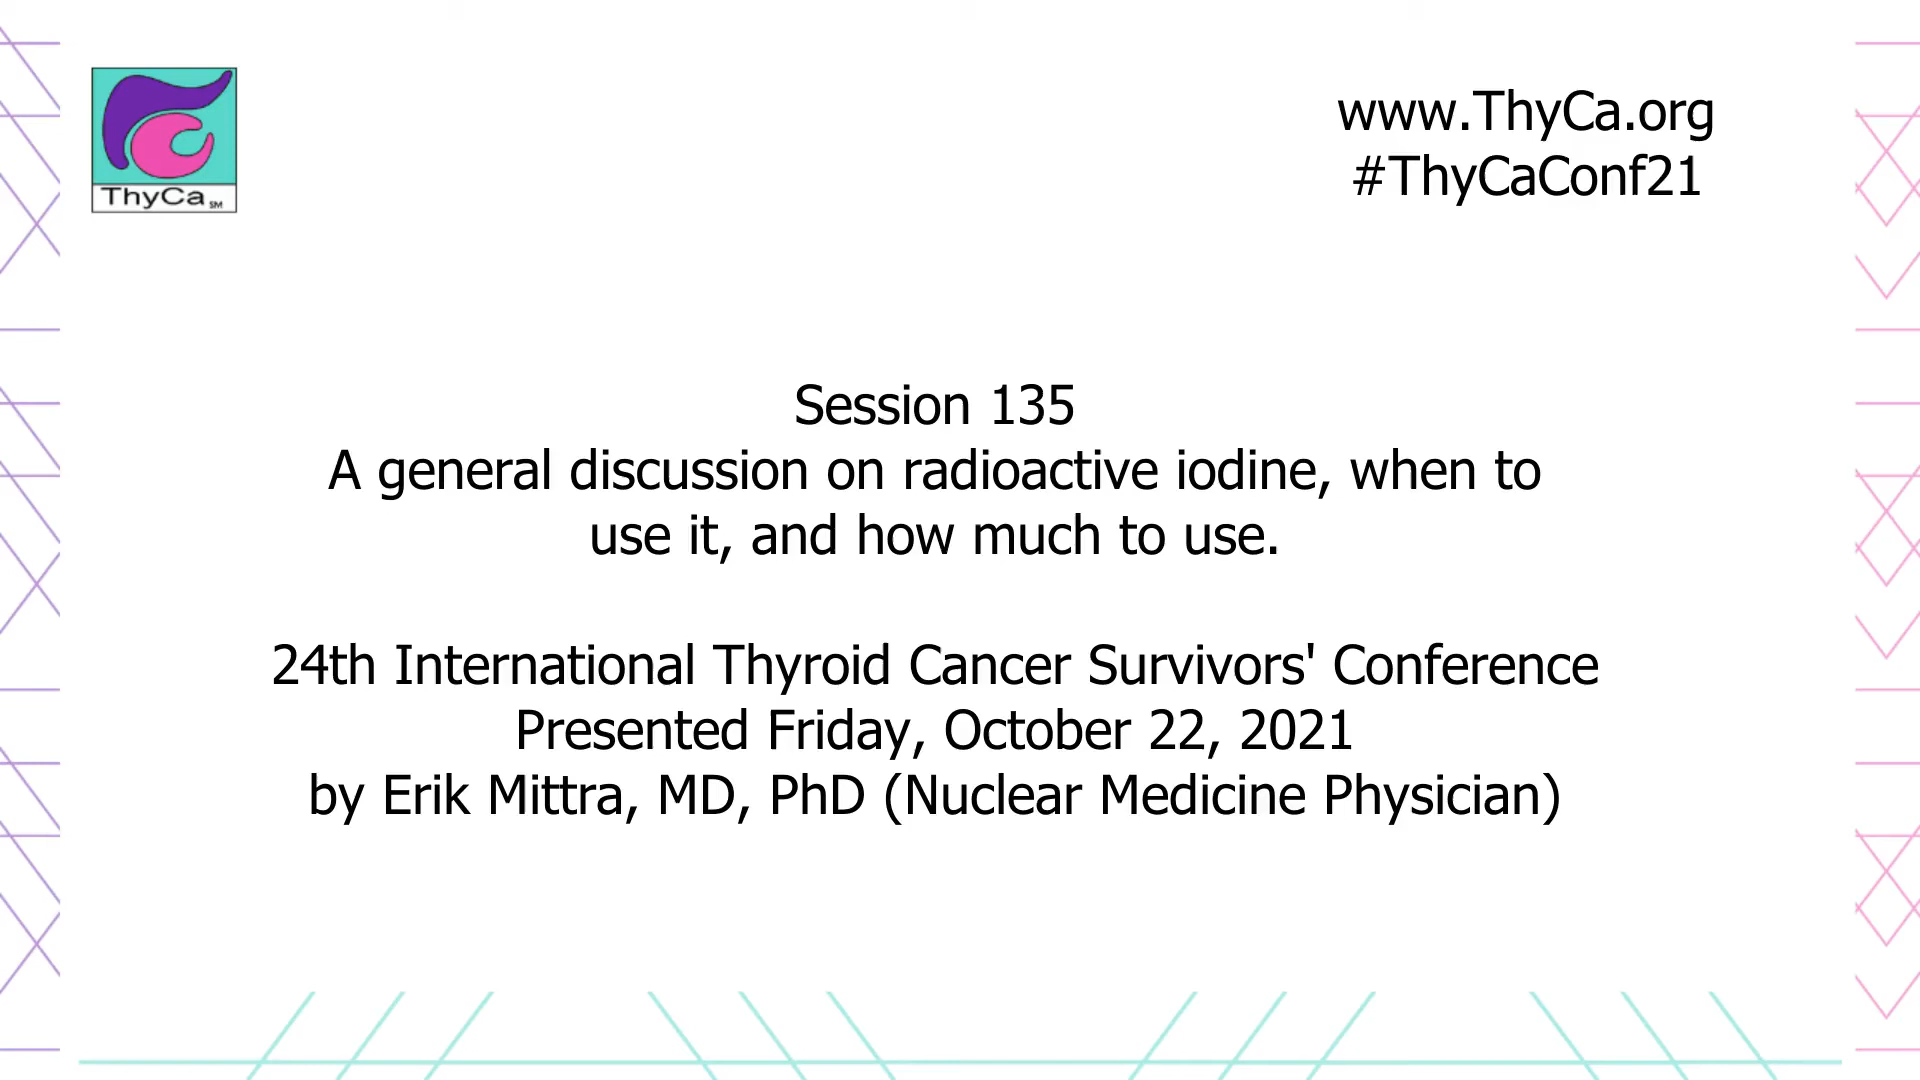 ThyCa SM
www.ThyCa.org
#ThyCaConf21
Session 135
A general discussion on radioactive iodine, when to
use it, and how much to use.
24th International Thyroid Cancer Survivors' Conference
Presented Friday, October 22, 2021
by Erik Mittra, MD, PhD (Nuclear Medicine Physician)